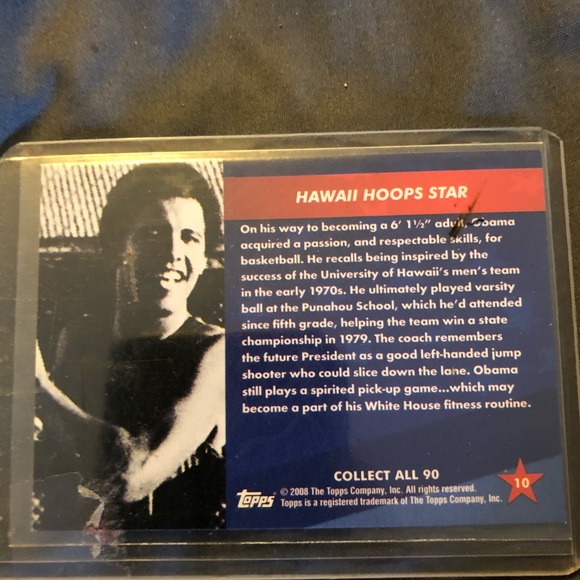 HAWAII HOOPS STAR
On his way to becoming a 6' 1½" adult, Obama
acquired a passion, and respectable skills, for
basketball. He recalls being inspired by the
success of the University of Hawaii's men's team
in the early 1970s. He ultimately played varsity
ball at the Punahou School, which he'd attended
since fifth grade, helping the team win a state
championship in 1979. The coach remembers
the future President as a good left-handed jump
shooter who could slice down the lane. Obama
still plays a spirited pick-up game...which may
become a part of his White House fitness routine.
COLLECT ALL 90
10
Topps
© 2008 The Topps Company, Inc. All rights reserved.
Topps is a registered trademark of The Topps Company, Inc.